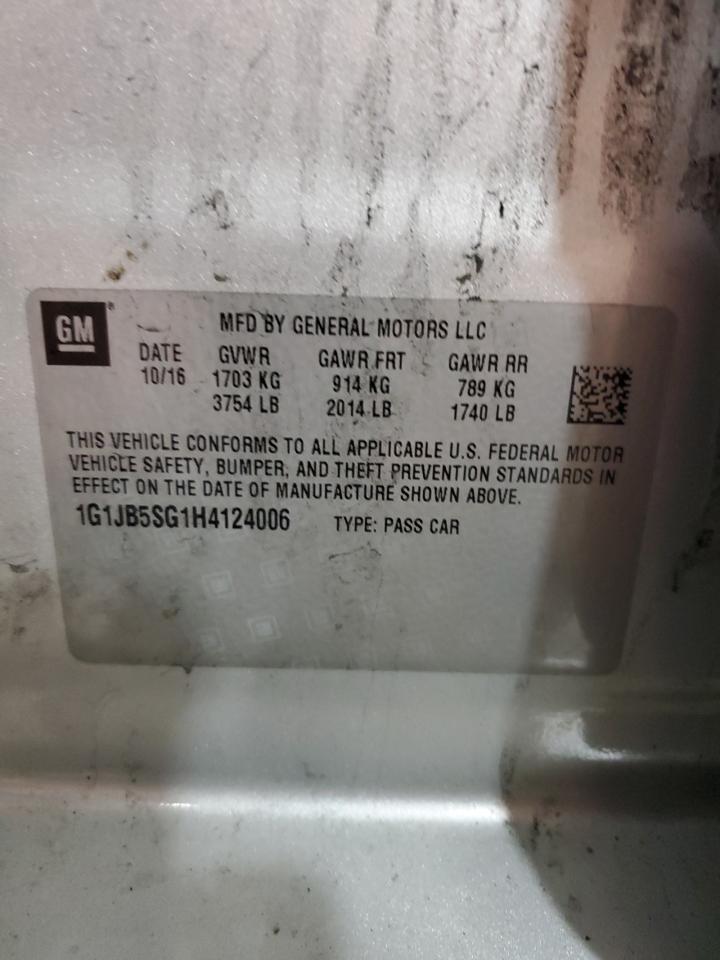 GM®
MFD BY GENERAL MOTORS LLC
DATE GVWR GAWR FRT GAWR RR
10/16 1703 KG 914 KG 789 KG
3754 LB 2014 LB 1740 LB
THIS VEHICLE CONFORMS TO ALL APPLICABLE U.S. FEDERAL MOTOR
VEHICLE SAFETY, BUMPER, AND THEFT PREVENTION STANDARDS IN
EFFECT ON THE DATE OF MANUFACTURE SHOWN ABOVE.
1G1JB5SG1H4124006 TYPE: PASS CAR